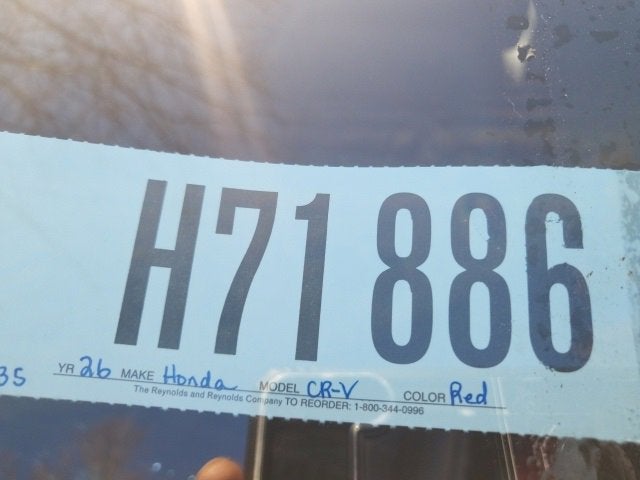 H71 886
35 YR 26 MAKE Honda MODEL CR-V COLOR Red
The Reynolds and Reynolds Company TO REORDER: 1-800-344-0996